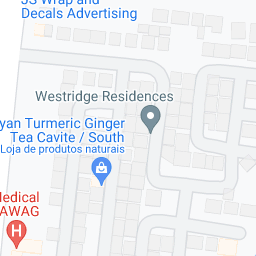 JS Wrap and
Decals Advertising
Westridge Residences
yan Turmeric Ginger
Tea Cavite / South
Loja de produtos naturais
Medical
AWAG
H